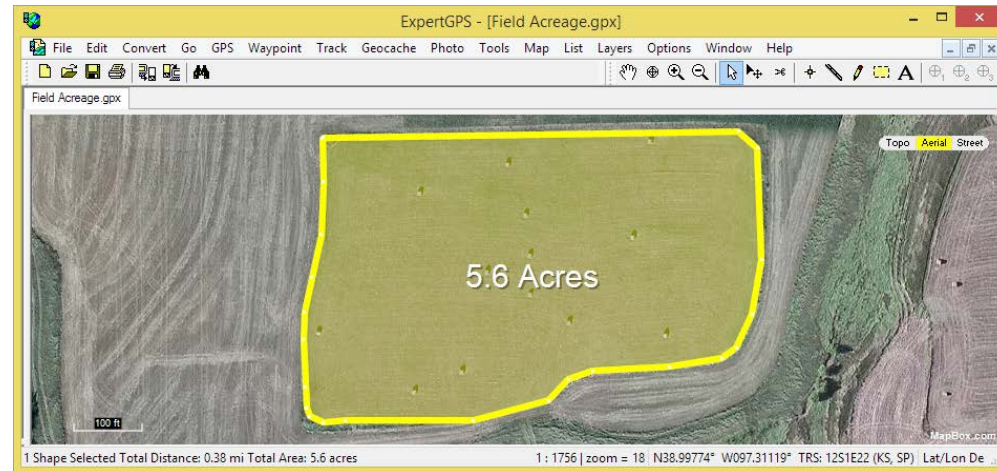 ExpertGPS - [Field Acreage.gpx]
File Edit Convert Go GPS Waypoint Track Geocache Photo Tools Map List Layers Options Window Help
A 1 2 3
Field Acreage.gpx
Topo Aerial Street
5.6 Acres
100 ft
MapBox.com
1 Shape Selected Total Distance: 0.38 mi Total Area: 5.6 acres 1 : 1756 | zoom = 18 N38.99774° W097.31119° TRS: 12S1E22 (KS, SP) Lat/Lon De